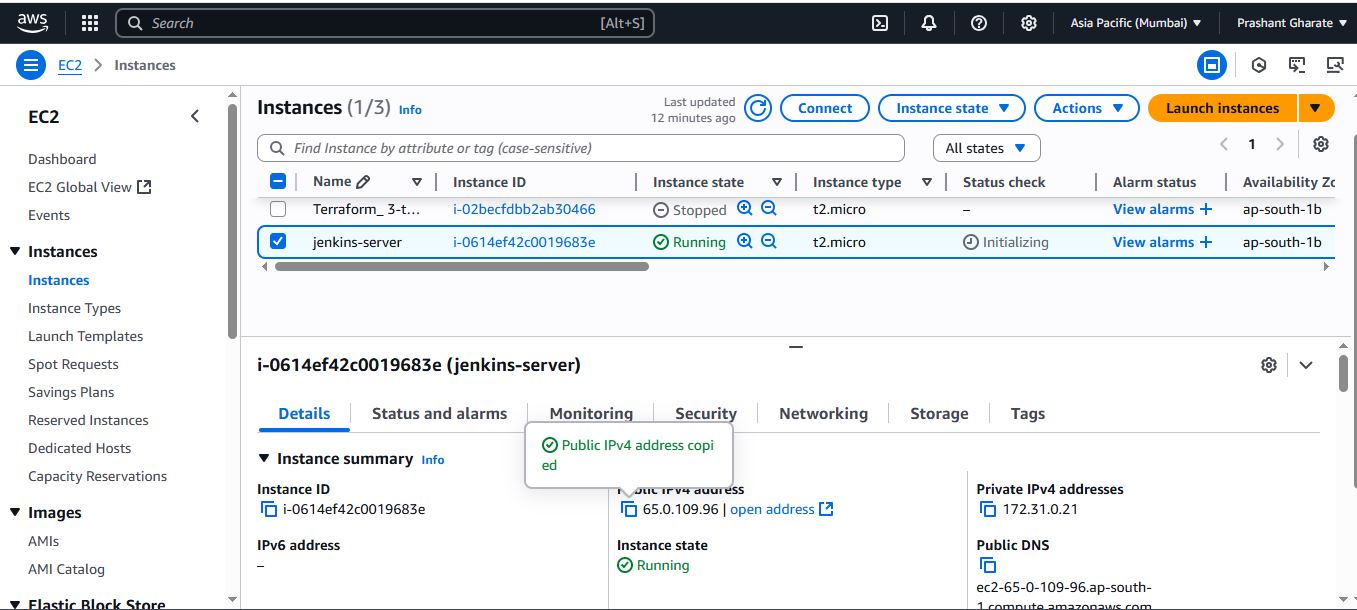 aws
Search [Alt+S] Asia Pacific (Mumbai) Prashant Gharate
EC2 Instances
EC2
Dashboard
EC2 Global View
Events
Instances
Instances
Instance Types
Launch Templates
Spot Requests
Savings Plans
Reserved Instances
Dedicated Hosts
Capacity Reservations
Images
AMIs
AMI Catalog
Elastic Block Store
Instances (1/3) Info
Last updated
12 minutes ago
Connect Instance state Actions Launch instances
Find Instance by attribute or tag (case-sensitive) All states 1
Name Instance ID Instance state Instance type Status check Alarm status Availability Zo
Terraform_ 3-t... i-02becfdbb2ab30466 Stopped t2.micro – View alarms + ap-south-1b
jenkins-server i-0614ef42c0019683e Running t2.micro Initializing View alarms + ap-south-1b
i-0614ef42c0019683e (jenkins-server)
Details Status and alarms Monitoring Security Networking Storage Tags
Public IPv4 address copi
ed
Instance summary Info
Instance ID
i-0614ef42c0019683e
IPv6 address
–
Public IPv4 address
65.0.109.96 | open address
Instance state
Running
Private IPv4 addresses
172.31.0.21
Public DNS
ec2-65-0-109-96.ap-south-
1.compute.amazonaws.com